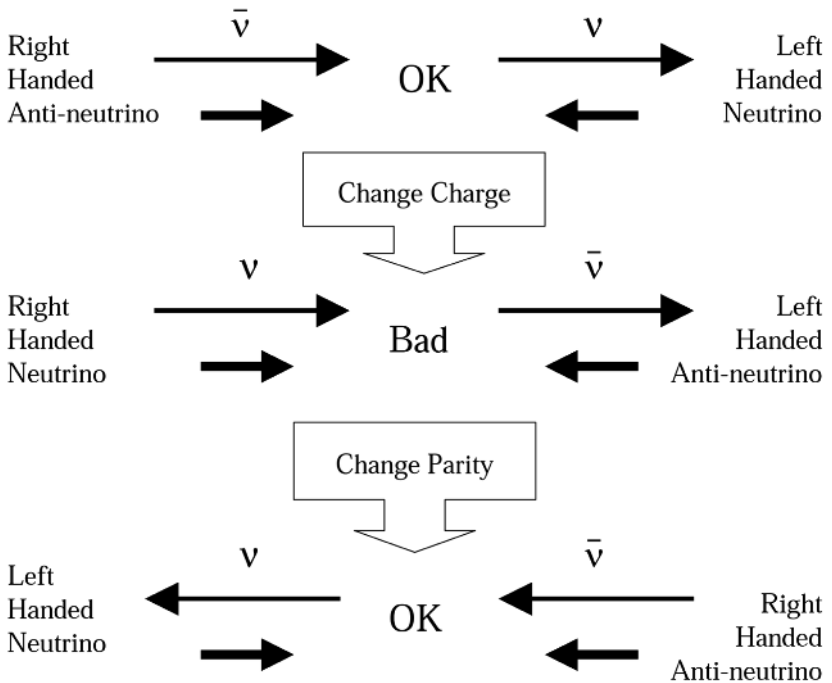 ν̄
ν
Right
Handed
Anti-neutrino
OK
Left
Handed
Neutrino
Change Charge
ν
ν̄
Right
Handed
Neutrino
Bad
Left
Handed
Anti-neutrino
Change Parity
ν
ν̄
Left
Handed
Neutrino
OK
Right
Handed
Anti-neutrino